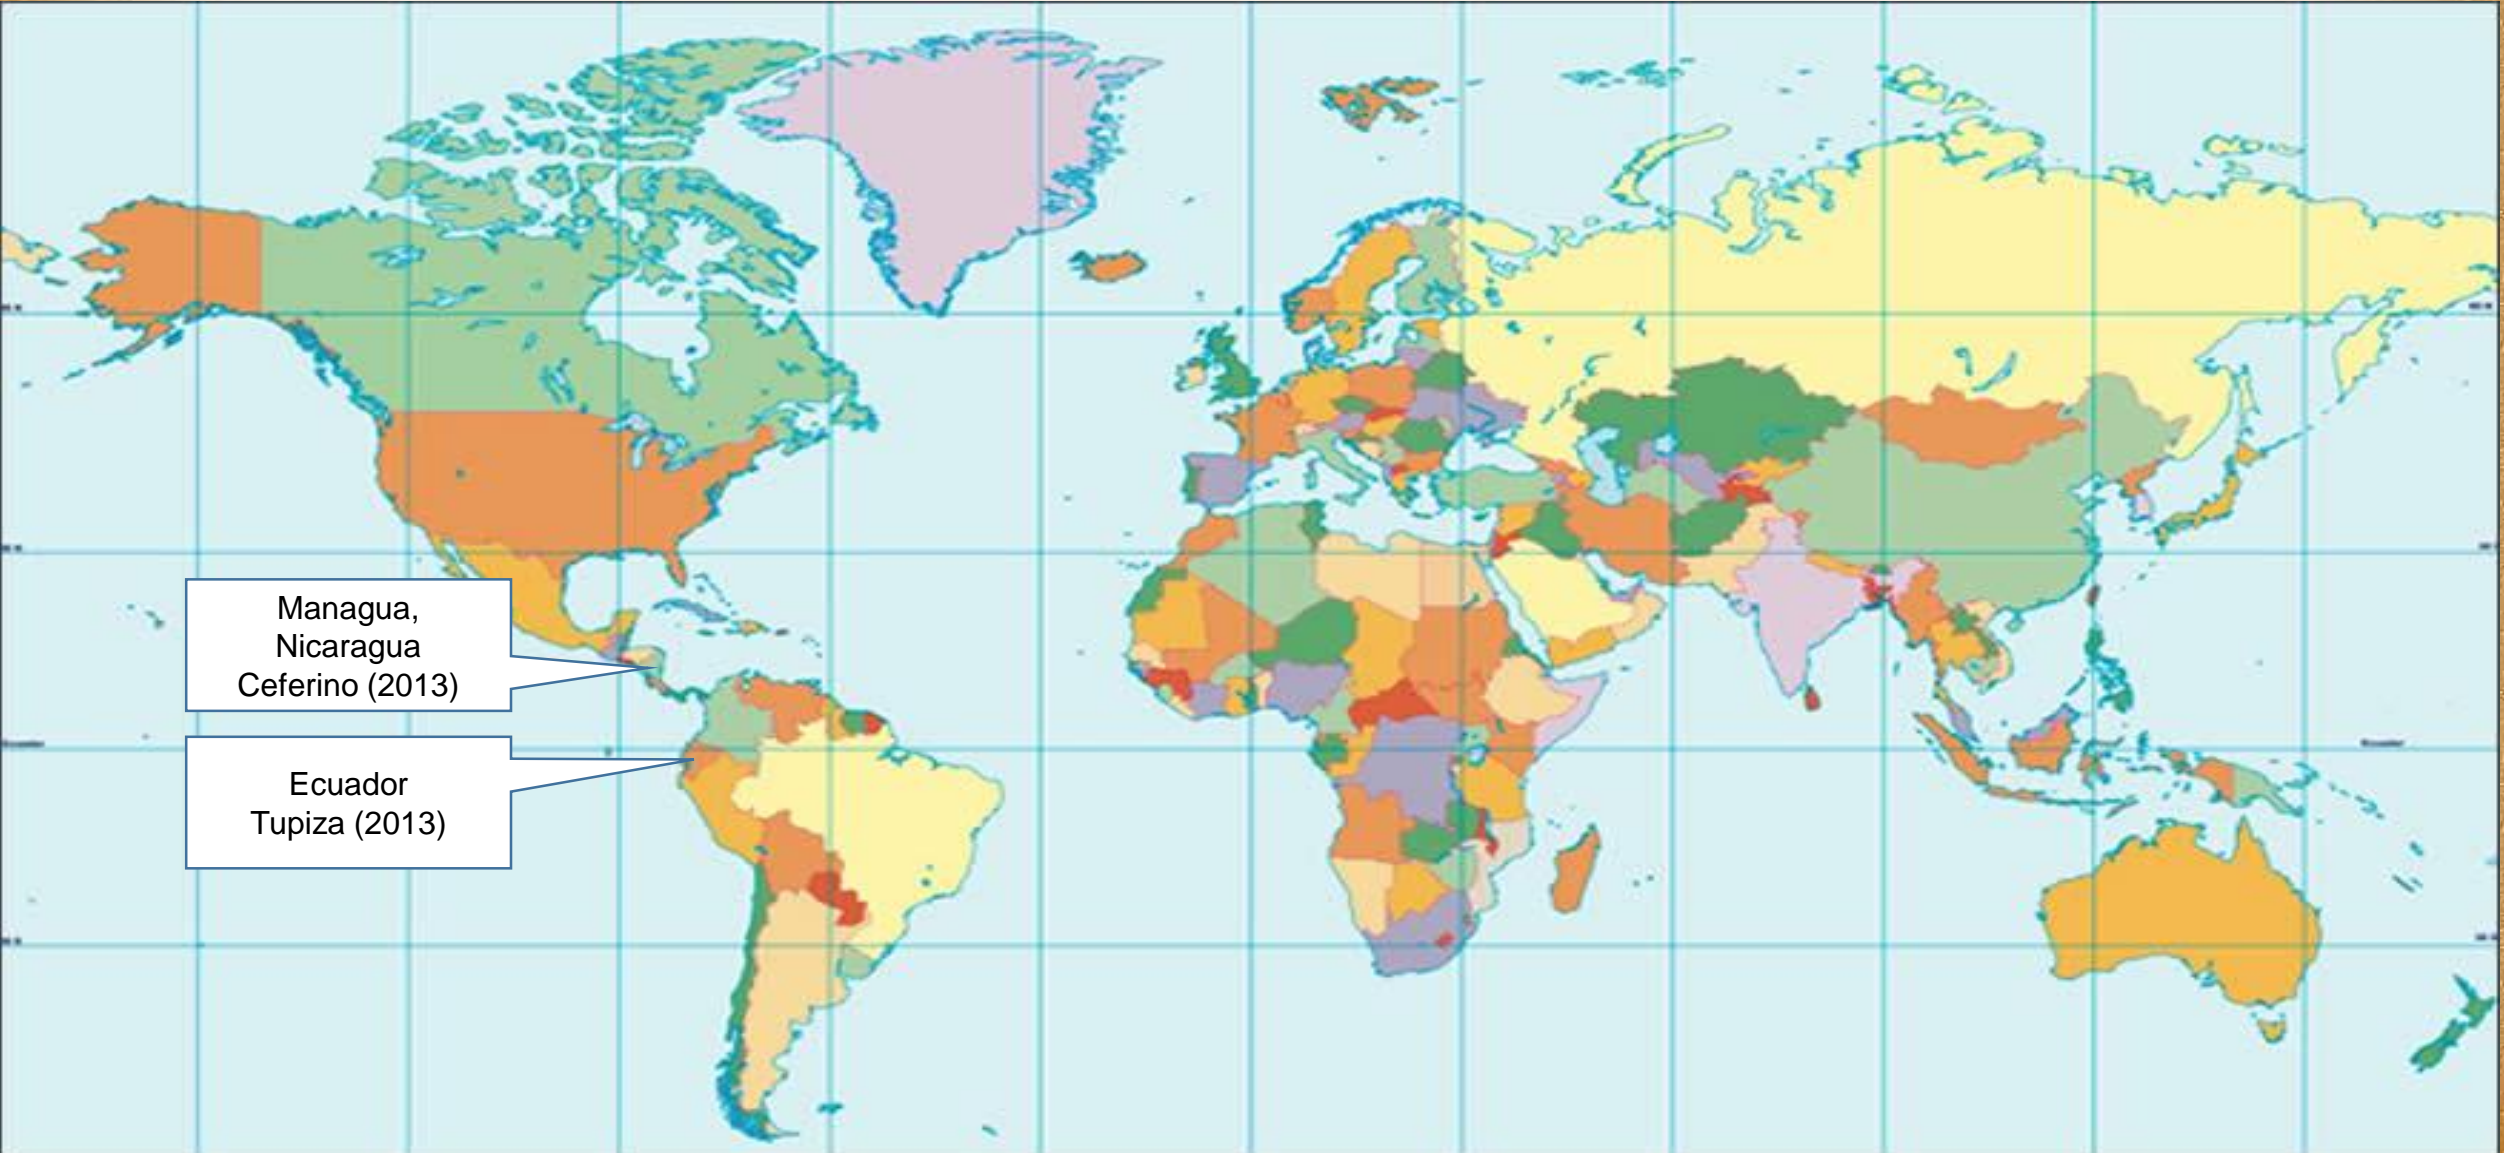 Managua,
Nicaragua
Ceferino (2013)
Ecuador
Tupiza (2013)